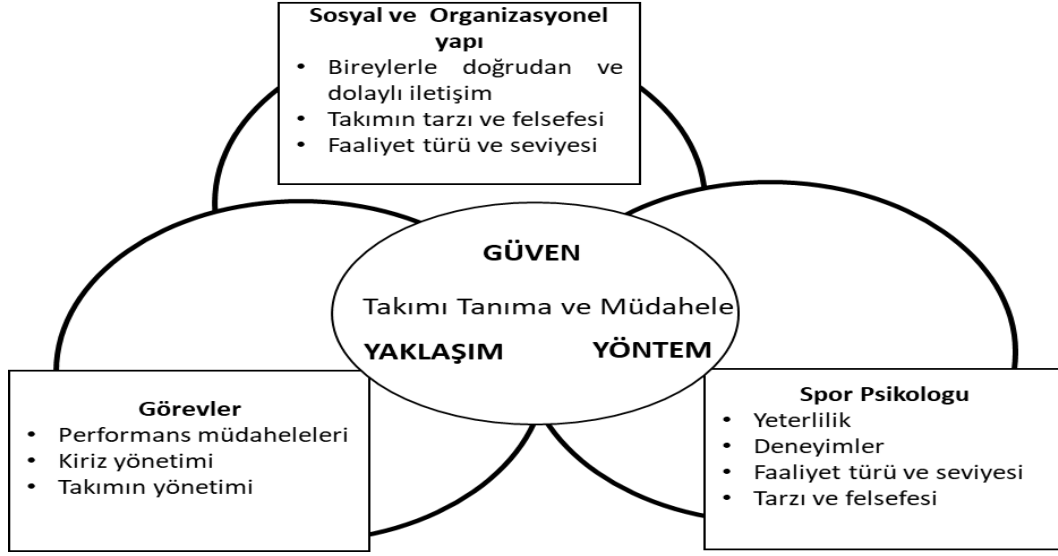 Sosyal ve Organizasyonel
yapı
• Bireylerle doğrudan ve
dolaylı iletişim
• Takımın tarzı ve felsefesi
• Faaliyet türü ve seviyesi
GÜVEN
Takımı Tanıma ve Müdahele
YAKLAŞIM YÖNTEM
Görevler
• Performans müdaheleleri
• Kiriz yönetimi
• Takımın yönetimi
Spor Psikologu
• Yeterlilik
• Deneyimler
• Faaliyet türü ve seviyesi
• Tarzı ve felsefesi